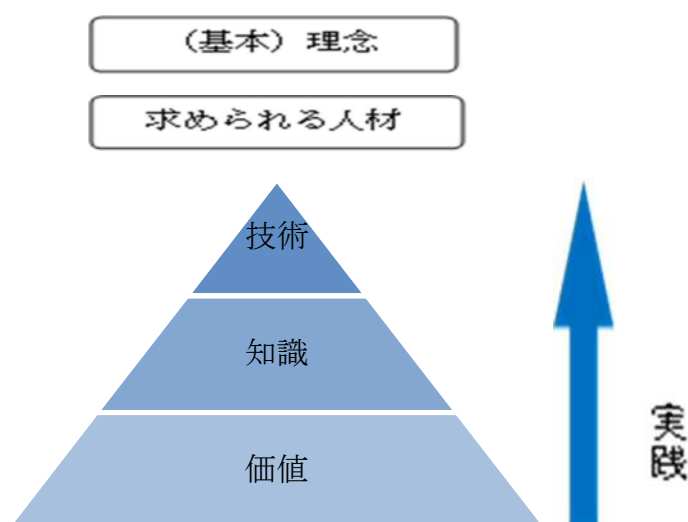 （基本）理念
求められる人材
技術
知識
価値
実践